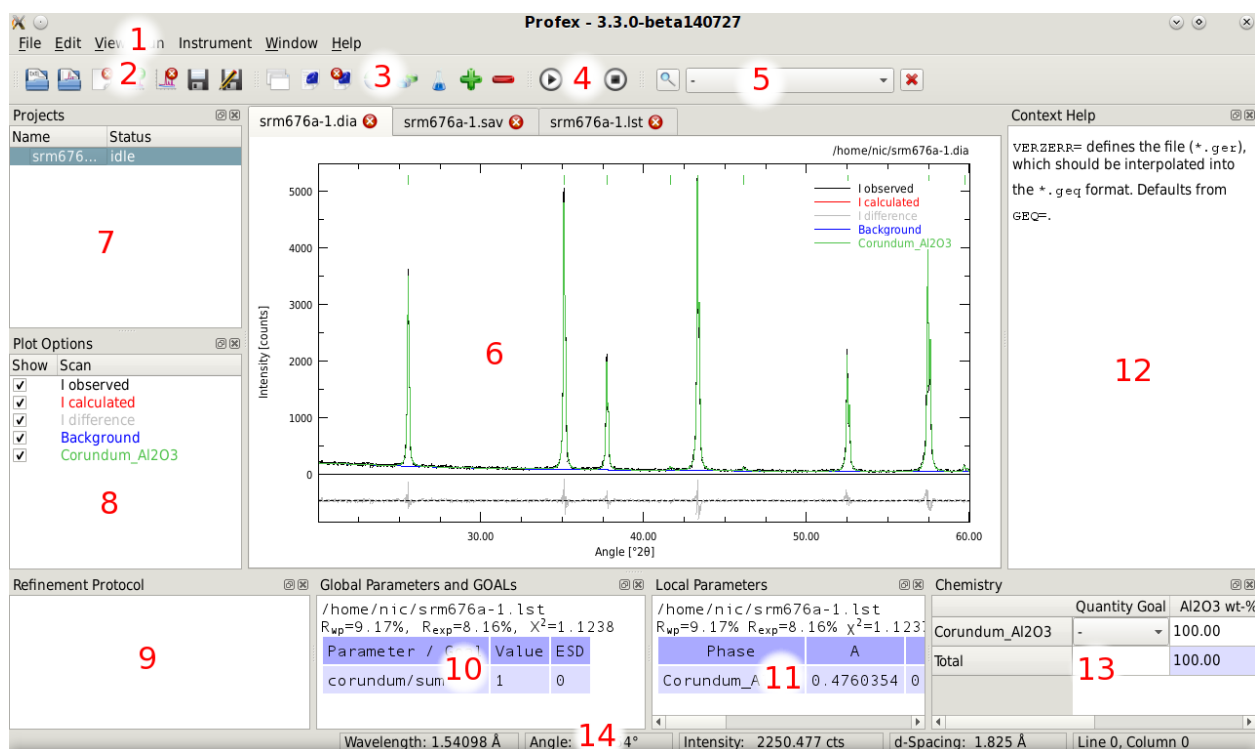 Profex - 3.3.0-beta140727
File Edit View Instrument Window Help
1
2 3 4 - 5
Projects
Name Status
srm676... idle
7
Plot Options
Show Scan
I observed
I calculated
I difference
Background
Corundum_Al2O3
8
srm676a-1.dia srm676a-1.sav srm676a-1.lst
/home/nic/srm676a-1.dia
I observed
I calculated
I difference
Background
Corundum_Al2O3
Intensity [counts]
5000
4000
3000
2000
1000
0
6
30.00 40.00 50.00 60.00
Angle [°2θ]
Context Help
VERZERR= defines the file (*.ger),
which should be interpolated into
the *.geq format. Defaults from
GEQ=.
12
Refinement Protocol
9
Global Parameters and GOALs
/home/nic/srm676a-1.lst
Rwp=9.17%, Rexp=8.16%, X²=1.1238
Parameter / Value ESD
corundum/sum 1 0
10
Local Parameters
/home/nic/srm676a-1.lst
Rwp=9.17% Rexp=8.16% χ²=1.123
Phase A
Corundum_A 0.4760354 0
11
Chemistry
Quantity Goal Al2O3 wt-%
Corundum_Al2O3 - 100.00
Total 100.00
13
Wavelength: 1.54098 Å Angle: 14 4° Intensity: 2250.477 cts d-Spacing: 1.825 Å Line 0, Column 0